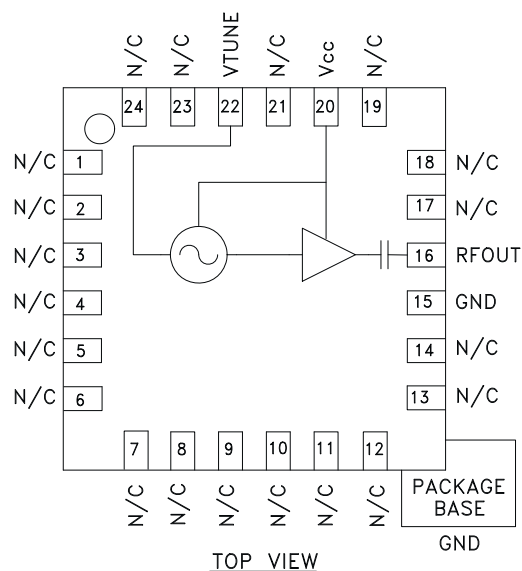 N/C N/C VTUNE N/C Vcc N/C
24 23 22 21 20 19
N/C 1 18 N/C
N/C 2 17 N/C
N/C 3 16 RFOUT
N/C 4 15 GND
N/C 5 14 N/C
N/C 6 13 N/C
7 8 9 10 11 12
N/C N/C N/C N/C N/C N/C
PACKAGE
BASE
GND
TOP VIEW